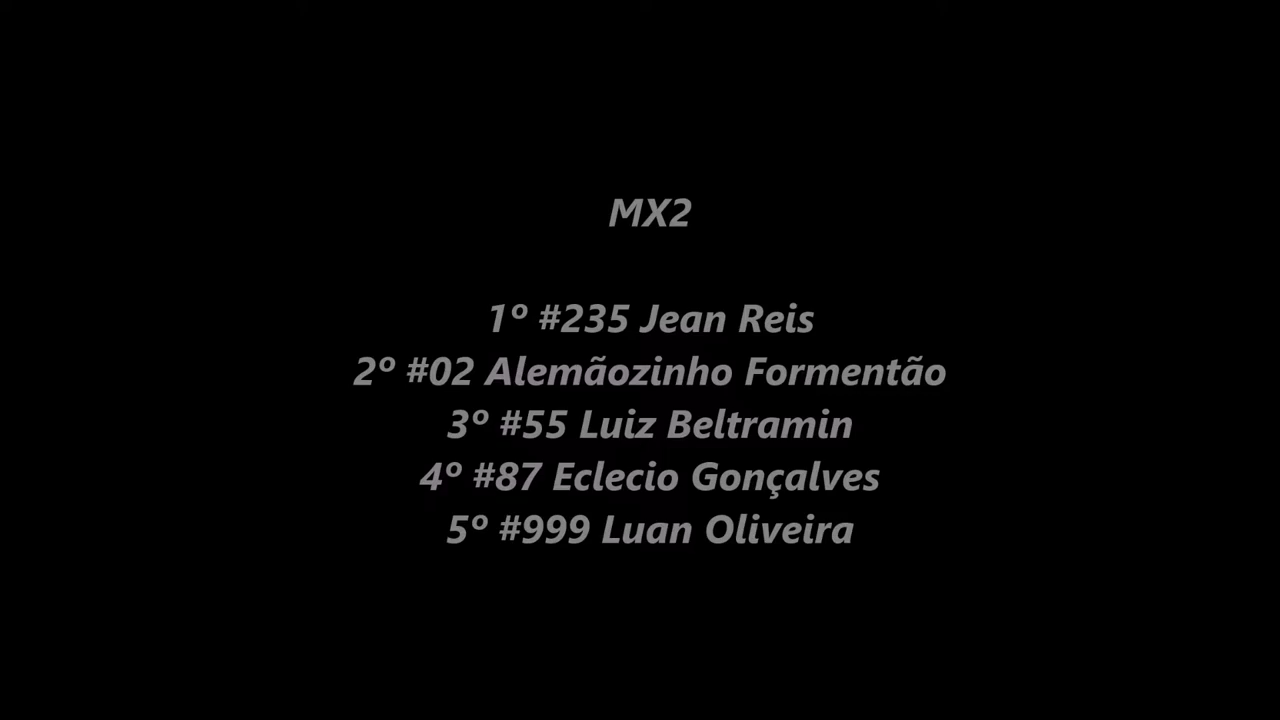 MX2
1º #235 Jean Reis
2º #02 Alemãozinho Formentão
3º #55 Luiz Beltramin
4º #87 Eclecio Gonçalves
5º #999 Luan Oliveira